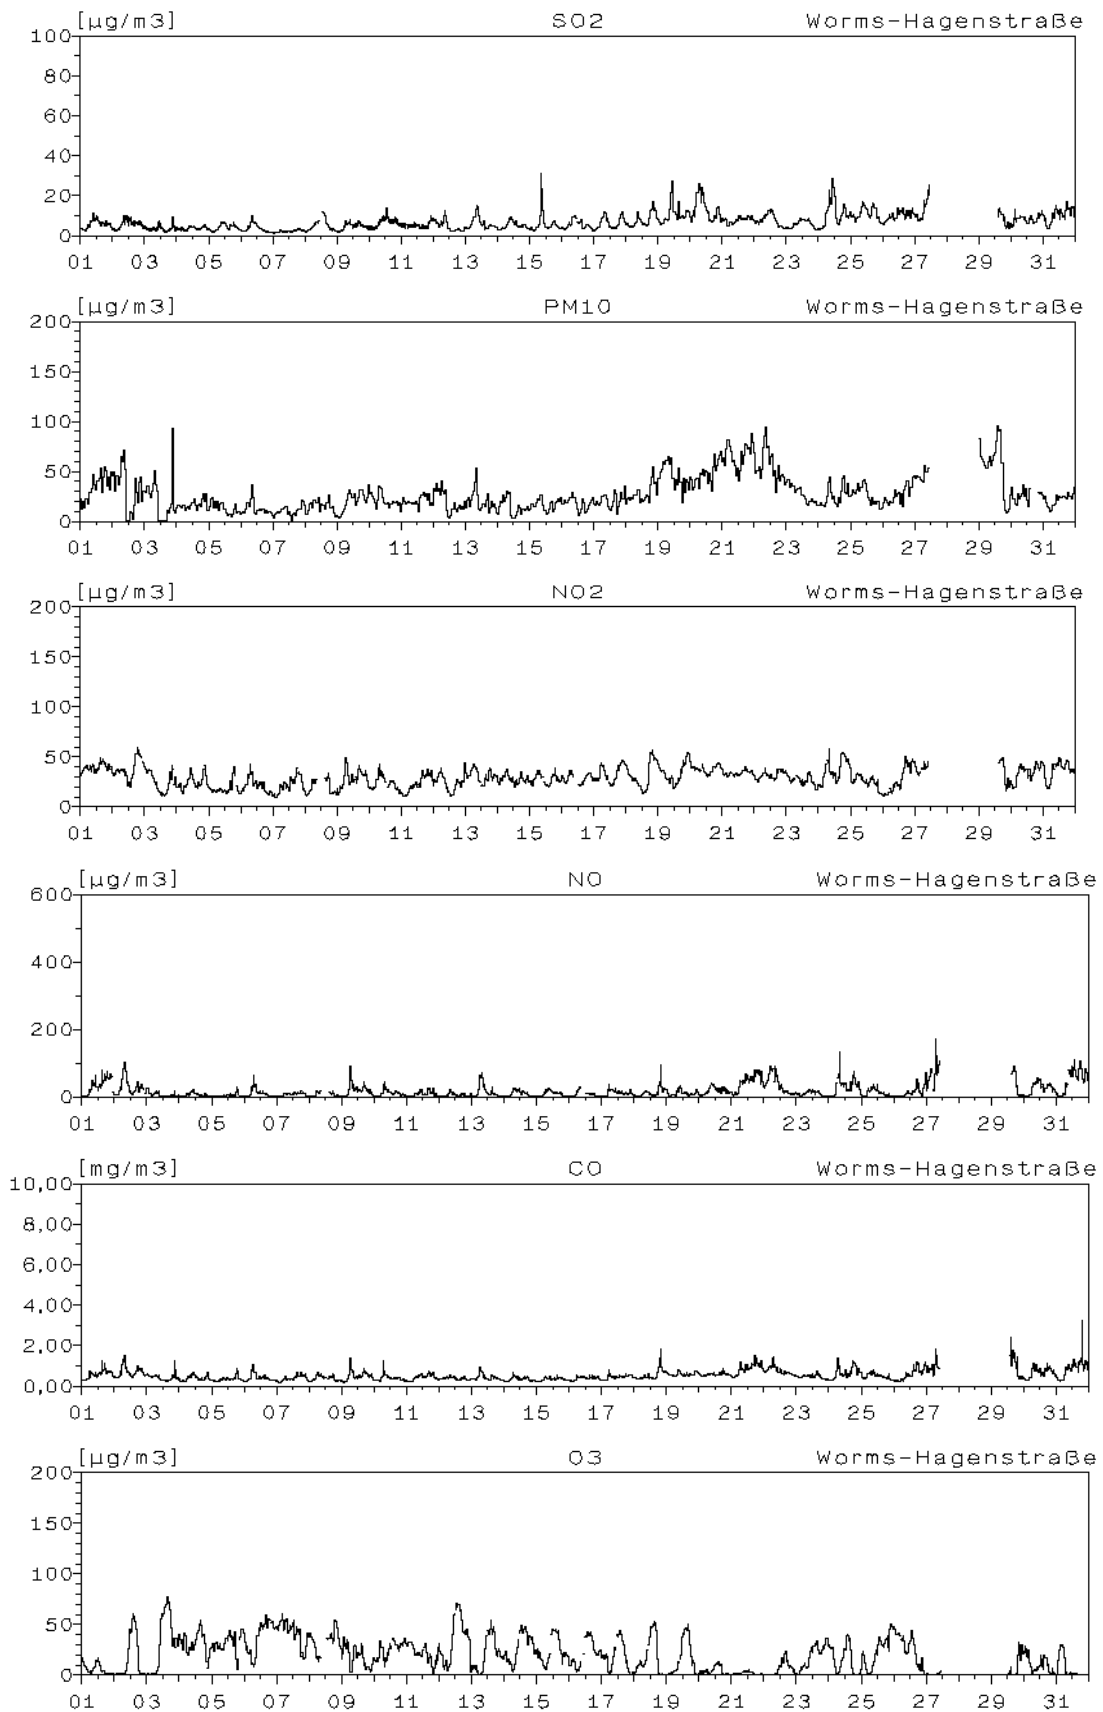 [µg/m3] SO2 Worms-Hagenstraße
100
80
60
40
20
0
01 03 05 07 09 11 13 15 17 19 21 23 25 27 29 31
[µg/m3] PM10 Worms-Hagenstraße
200
150
100
50
0
01 03 05 07 09 11 13 15 17 19 21 23 25 27 29 31
[µg/m3] NO2 Worms-Hagenstraße
200
150
100
50
0
01 03 05 07 09 11 13 15 17 19 21 23 25 27 29 31
[µg/m3] NO Worms-Hagenstraße
600
400
200
0
01 03 05 07 09 11 13 15 17 19 21 23 25 27 29 31
[mg/m3] CO Worms-Hagenstraße
10,00
8,00
6,00
4,00
2,00
0,00
01 03 05 07 09 11 13 15 17 19 21 23 25 27 29 31
[µg/m3] O3 Worms-Hagenstraße
200
150
100
50
0
01 03 05 07 09 11 13 15 17 19 21 23 25 27 29 31